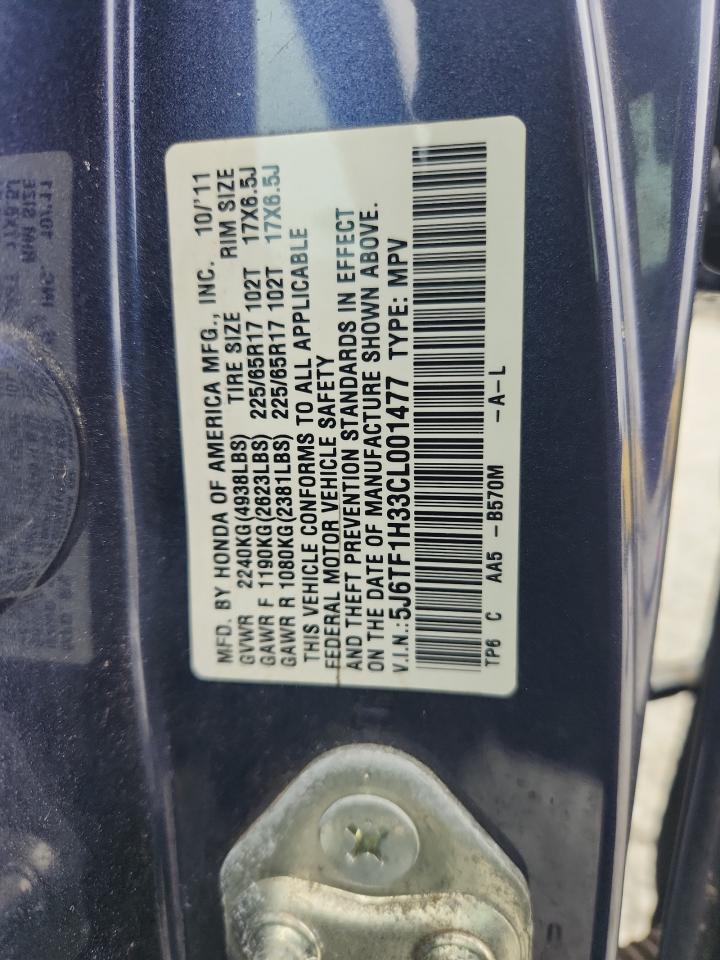 MFD. BY HONDA OF AMERICA MFG., INC. 10/'11
GVWR 2240KG(4938LBS) TIRE SIZE RIM SIZE
GAWR F 1190KG(2623LBS) 225/65R17 102T 17X6.5J
GAWR R 1080KG(2381LBS) 225/65R17 102T 17X6.5J
THIS VEHICLE CONFORMS TO ALL APPLICABLE
FEDERAL MOTOR VEHICLE SAFETY
AND THEFT PREVENTION STANDARDS IN EFFECT
ON THE DATE OF MANUFACTURE SHOWN ABOVE.
V.I.N.:5J6TF1H33CL001477 TYPE: MPV
TP6 C AA5 -B570M -A-L